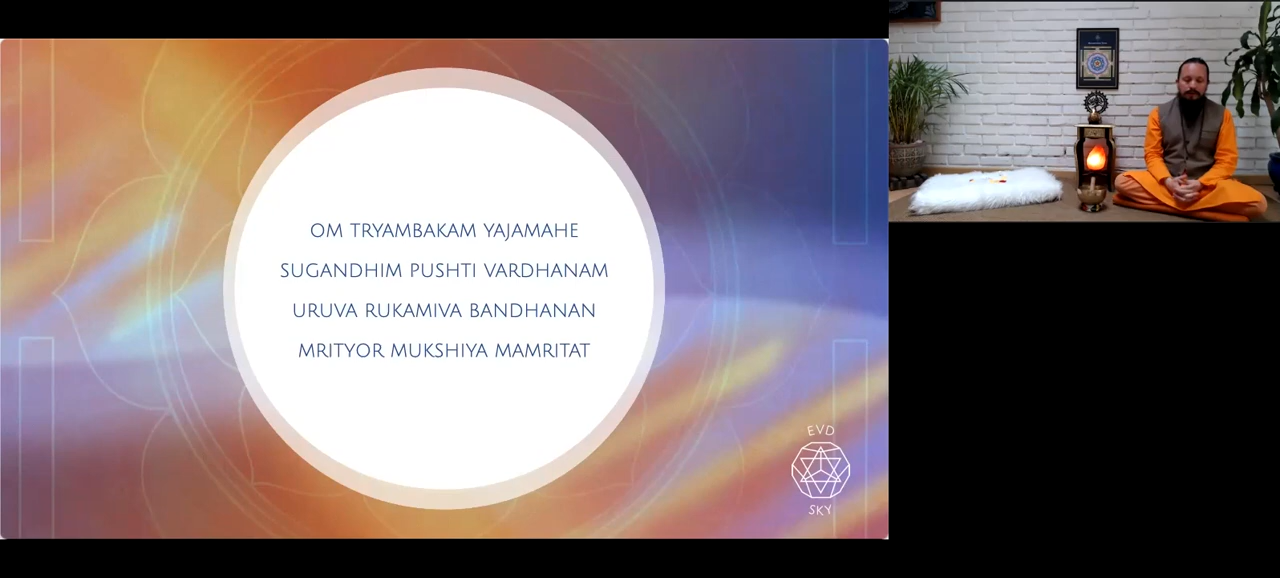 OM TRYAMBAKAM YAJAMAHE
SUGANDHIM PUSHTI VARDHANAM
URUVA RUKAMIVA BANDHANAN
MRITYOR MUKSHIYA MAMRITAT
EVD
SKY